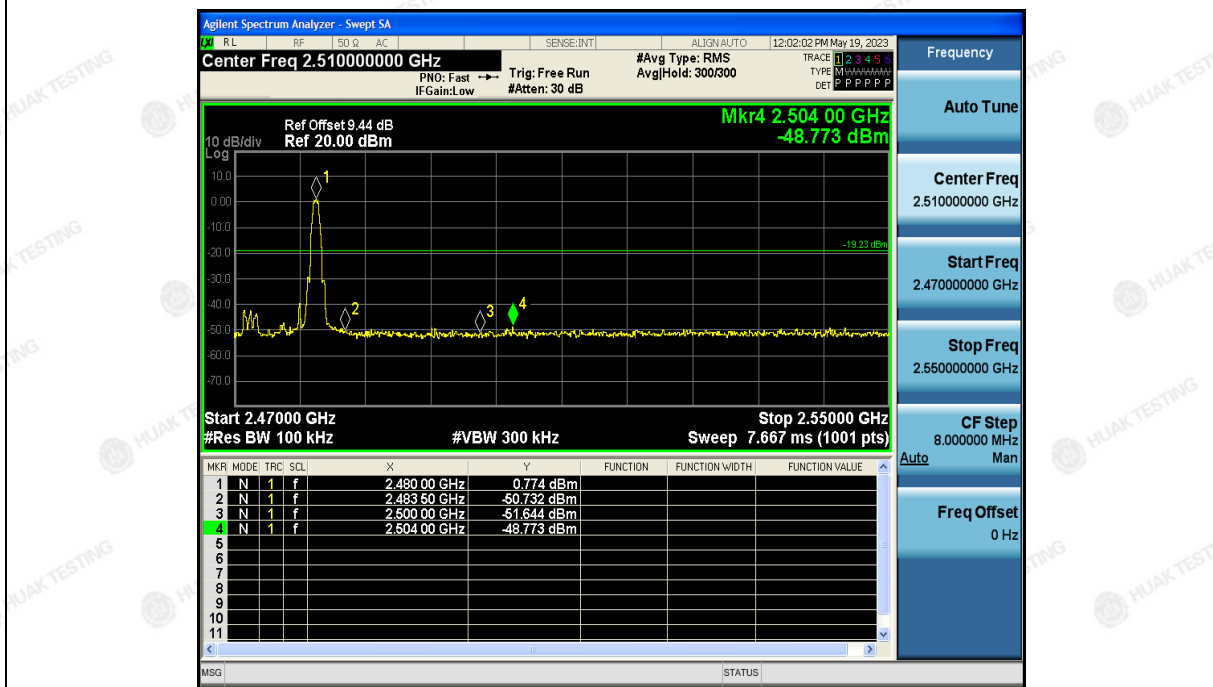 Agilent Spectrum Analyzer - Swept SA
RL RF 50 Ω AC SENSE:INT ALIGN AUTO 12:02:02 PM May 19, 2023
Center Freq 2.510000000 GHz
PNO: Fast
IFGain:Low
Trig: Free Run
#Atten: 30 dB
#Avg Type: RMS
Avg|Hold: 300/300
TRACE 1 2 3 4 5 6
TYPE M W W W W W
DET P P P P P P
Mkr4 2.504 00 GHz
-48.773 dBm
Ref Offset 9.44 dB
10 dB/div Ref 20.00 dBm
Log
10.0
0.00
-10.0
-20.0
-30.0
-40.0
-50.0
-60.0
-70.0
1
2
3
4
-19.23 dBm
Start 2.47000 GHz Stop 2.55000 GHz
#Res BW 100 kHz #VBW 300 kHz Sweep 7.667 ms (1001 pts)
MKR MODE TRC SCL X Y FUNCTION FUNCTION WIDTH FUNCTION VALUE
1 N 1 f 2.480 00 GHz 0.774 dBm
2 N 1 f 2.483 50 GHz -50.732 dBm
3 N 1 f 2.500 00 GHz -51.644 dBm
4 N 1 f 2.504 00 GHz -48.773 dBm
5
6
7
8
9
10
11
MSG STATUS
Frequency
Auto Tune
Center Freq
2.510000000 GHz
Start Freq
2.470000000 GHz
Stop Freq
2.550000000 GHz
CF Step
8.000000 MHz
Auto Man
Freq Offset
0 Hz
HUAK TESTING